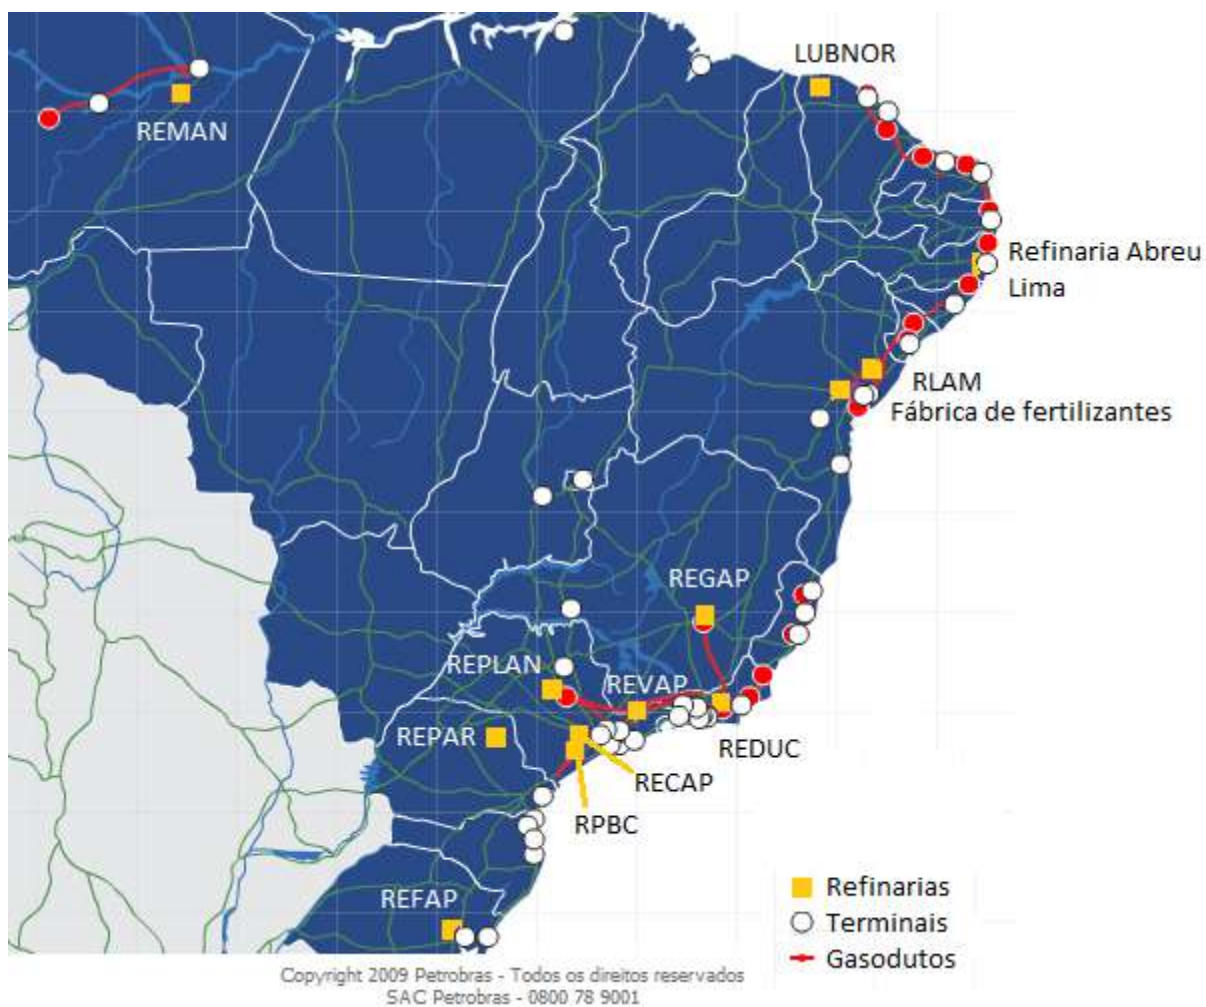 LUBNOR
REMAN
Refinaria Abreu
Lima
RLAM
Fábrica de fertilizantes
REGAP
REPLAN
REVAP
REPAR
REDUC
RECAP
RPBC
REFAP
Refinarias
Terminais
Gasodutos
Copyright 2009 Petrobras - Todos os direitos reservados
SAC Petrobras - 0800 78 9001